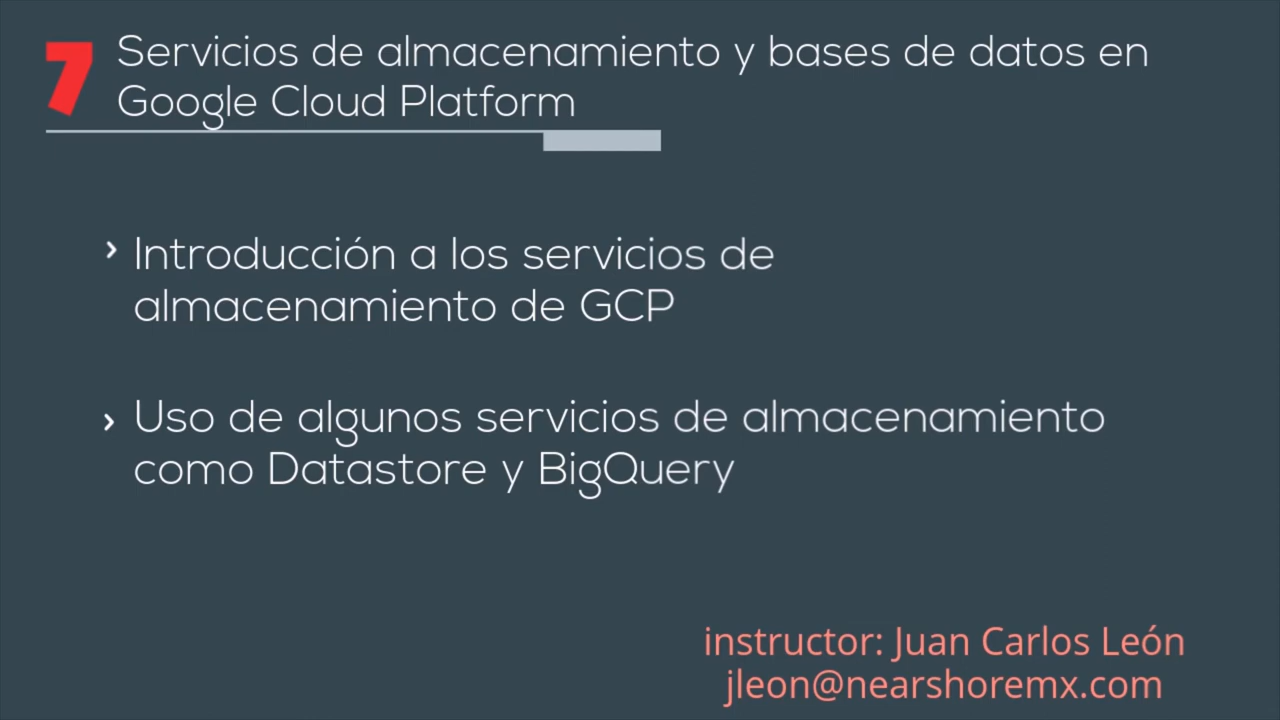 7 Servicios de almacenamiento y bases de datos en
Google Cloud Platform
› Introducción a los servicios de
almacenamiento de GCP
› Uso de algunos servicios de almacenamiento
como Datastore y BigQuery
instructor: Juan Carlos León
jleon@nearshoremx.com